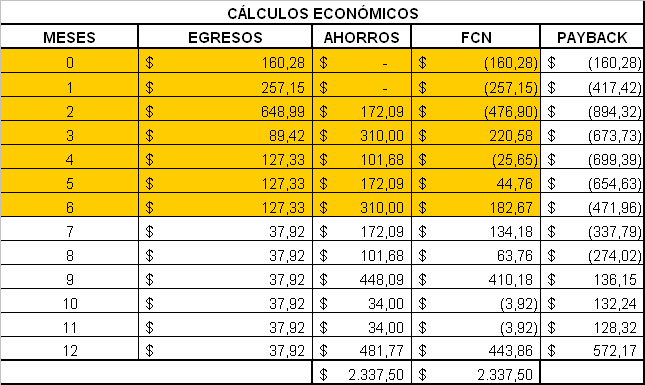 CÁLCULOS ECONÓMICOS
MESES EGRESOS AHORROS FCN PAYBACK
0 $ 160,28 $ - $ (160,28) $ (160,28)
1 $ 257,15 $ - $ (257,15) $ (417,42)
2 $ 648,99 $ 172,09 $ (476,90) $ (894,32)
3 $ 89,42 $ 310,00 $ 220,58 $ (673,73)
4 $ 127,33 $ 101,68 $ (25,65) $ (699,39)
5 $ 127,33 $ 172,09 $ 44,76 $ (654,63)
6 $ 127,33 $ 310,00 $ 182,67 $ (471,96)
7 $ 37,92 $ 172,09 $ 134,18 $ (337,79)
8 $ 37,92 $ 101,68 $ 63,76 $ (274,02)
9 $ 37,92 $ 448,09 $ 410,18 $ 136,15
10 $ 37,92 $ 34,00 $ (3,92) $ 132,24
11 $ 37,92 $ 34,00 $ (3,92) $ 128,32
12 $ 37,92 $ 481,77 $ 443,86 $ 572,17
$ 2.337,50 $ 2.337,50